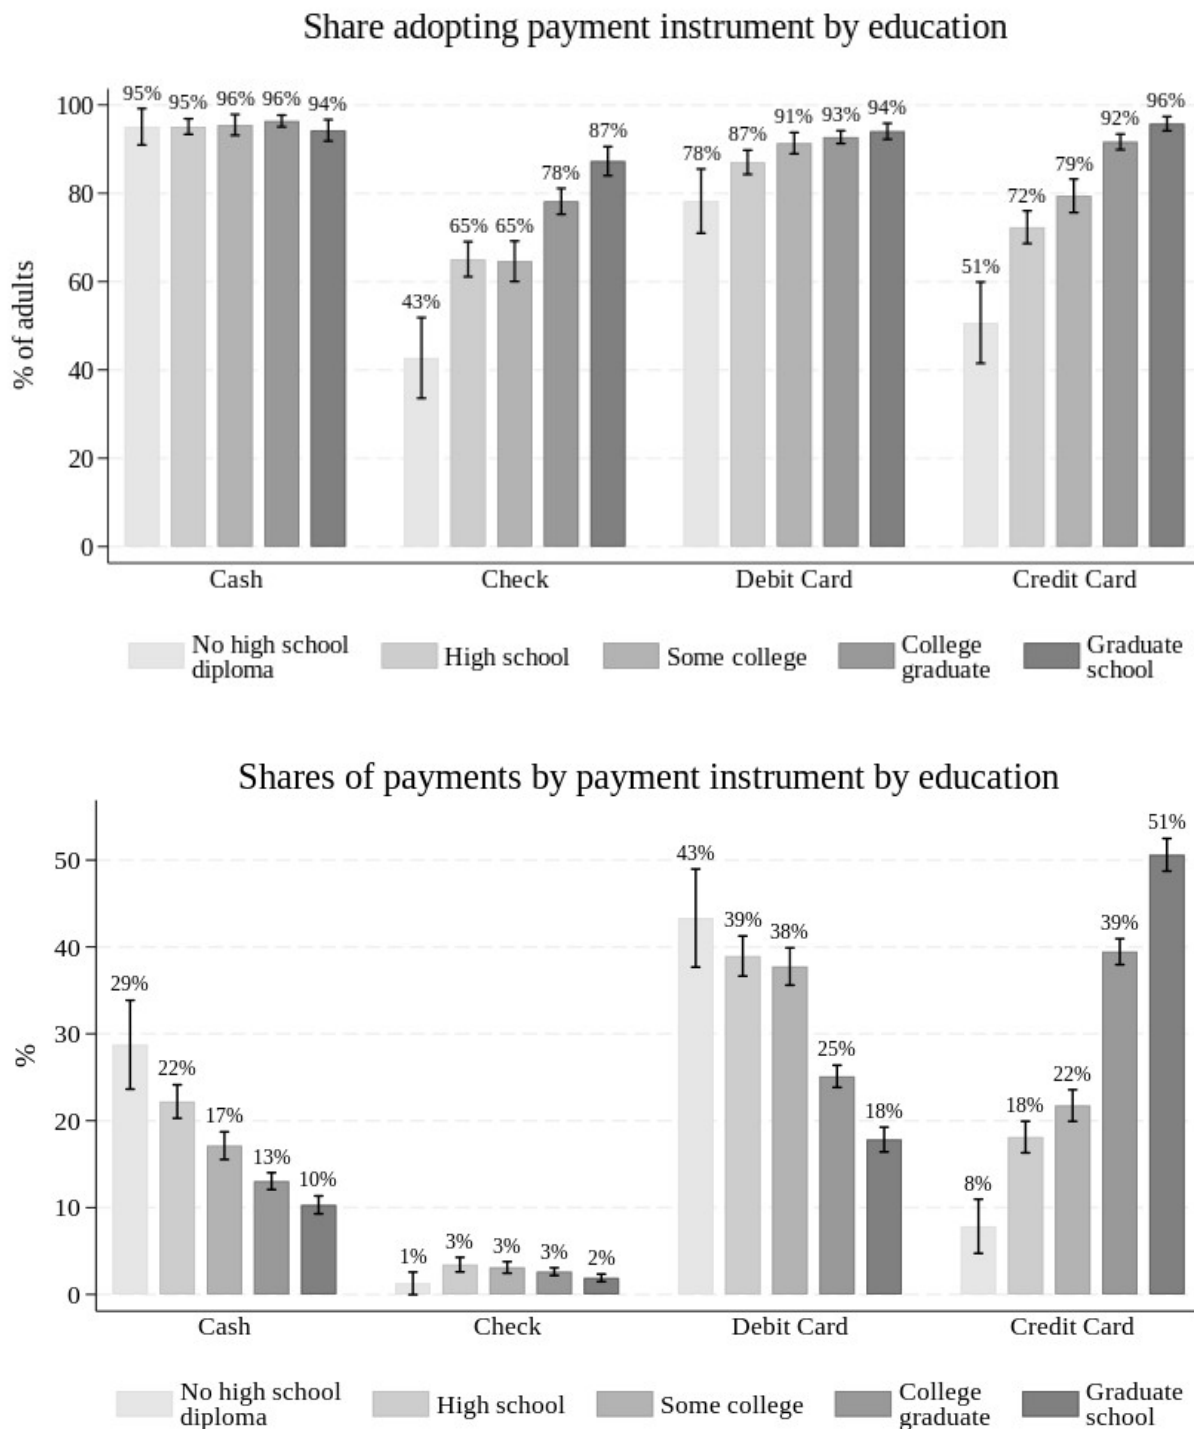 Share adopting payment instrument by education
% of adults
100
80
60
40
20
0
95% 95% 96% 96% 94%
43% 65% 65% 78% 87%
78% 87% 91% 93% 94%
51% 72% 79% 92% 96%
Cash Check Debit Card Credit Card
No high school
diploma
High school
Some college
College
graduate
Graduate
school
Shares of payments by payment instrument by education
%
50
40
30
20
10
0
29% 22% 17% 13% 10%
1% 3% 3% 3% 2%
43% 39% 38% 25% 18%
8% 18% 22% 39% 51%
Cash Check Debit Card Credit Card
No high school
diploma
High school
Some college
College
graduate
Graduate
school